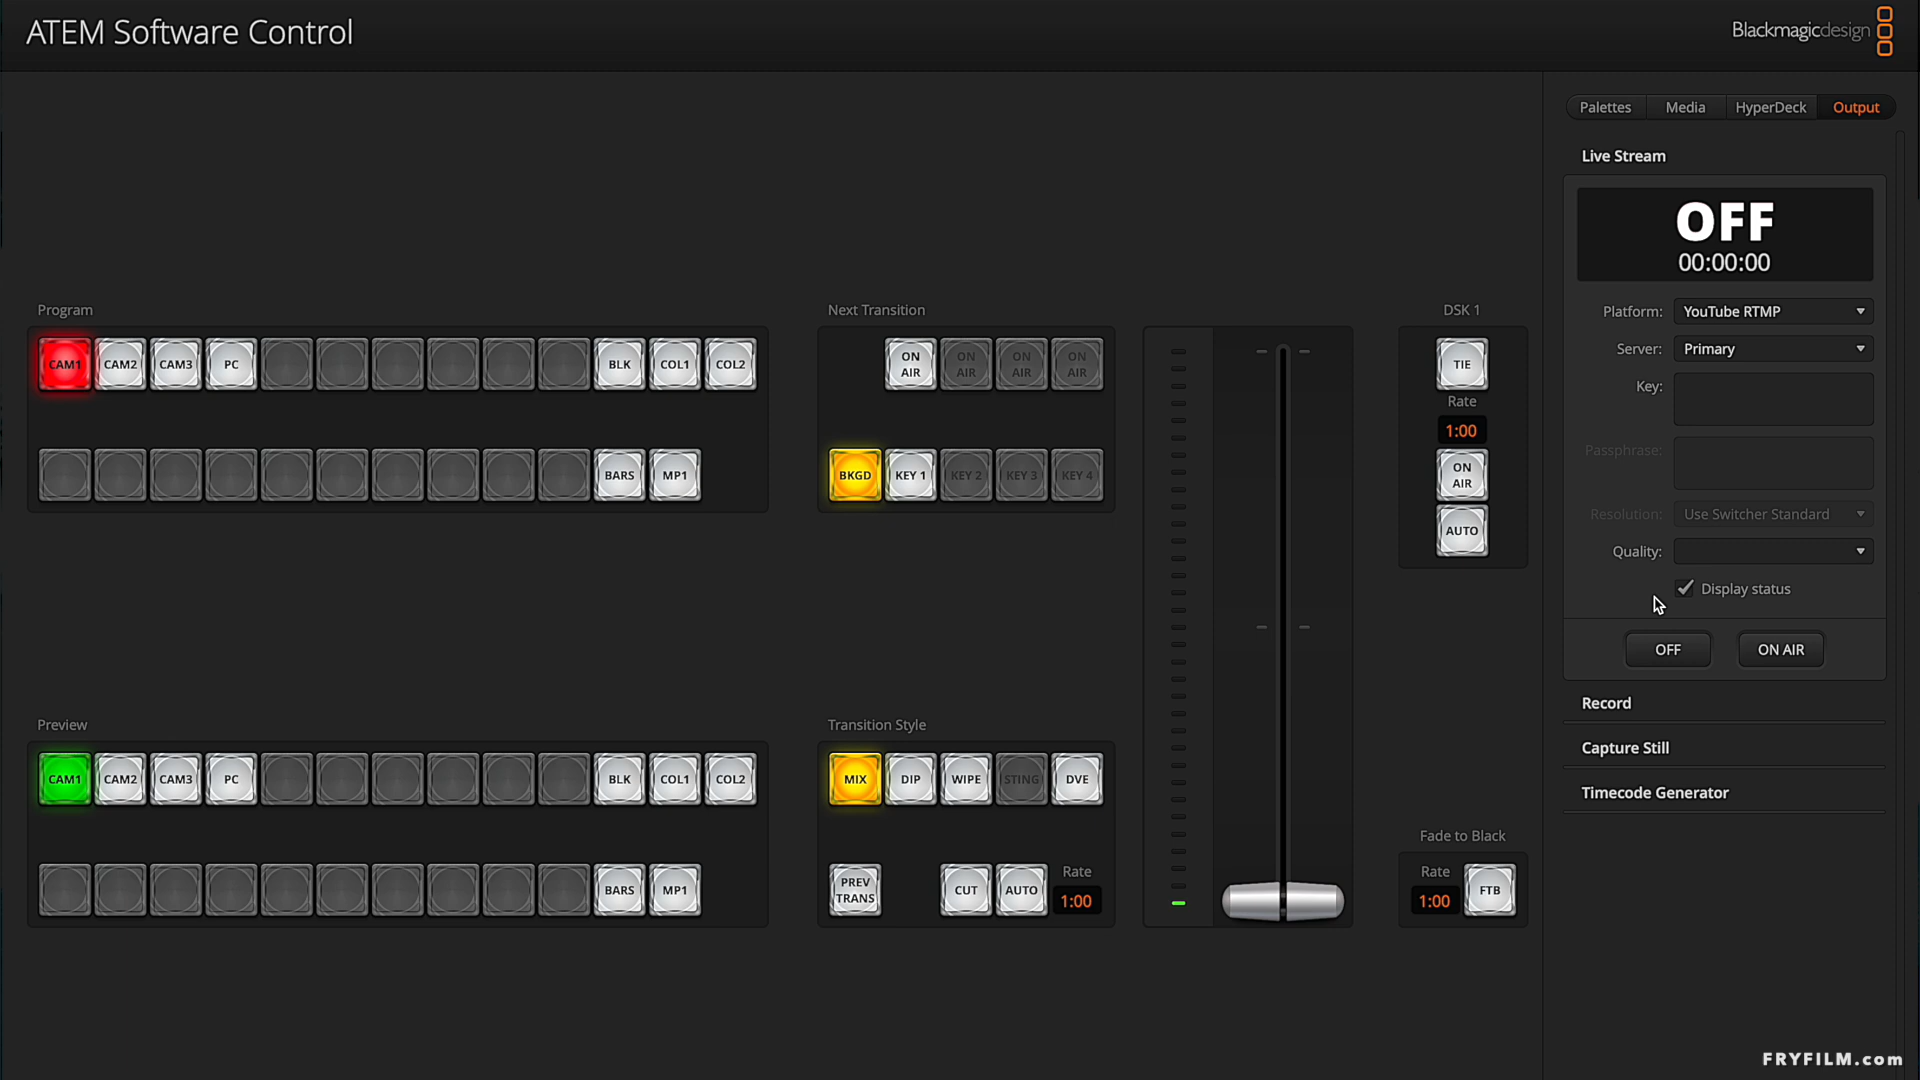 ATEM Software Control
Blackmagicdesign
Palettes
Media
HyperDeck
Output
Live Stream
OFF
00:00:00
Platform:
YouTube RTMP
Server:
Primary
Key:
Passphrase:
Resolution:
Use Switcher Standard
Quality:
Display status
OFF
ON AIR
Record
Capture Still
Timecode Generator
Program
CAM1
CAM2
CAM3
PC
BLK
COL1
COL2
BARS
MP1
Next Transition
ON
AIR
ON
AIR
ON
AIR
ON
AIR
BKGD
KEY 1
KEY 2
KEY 3
KEY 4
DSK 1
TIE
Rate
1:00
ON
AIR
AUTO
Preview
CAM1
CAM2
CAM3
PC
BLK
COL1
COL2
BARS
MP1
Transition Style
MIX
DIP
WIPE
STING
DVE
PREV
TRANS
CUT
AUTO
Rate
1:00
Fade to Black
Rate
1:00
FTB
FRYFILM.com